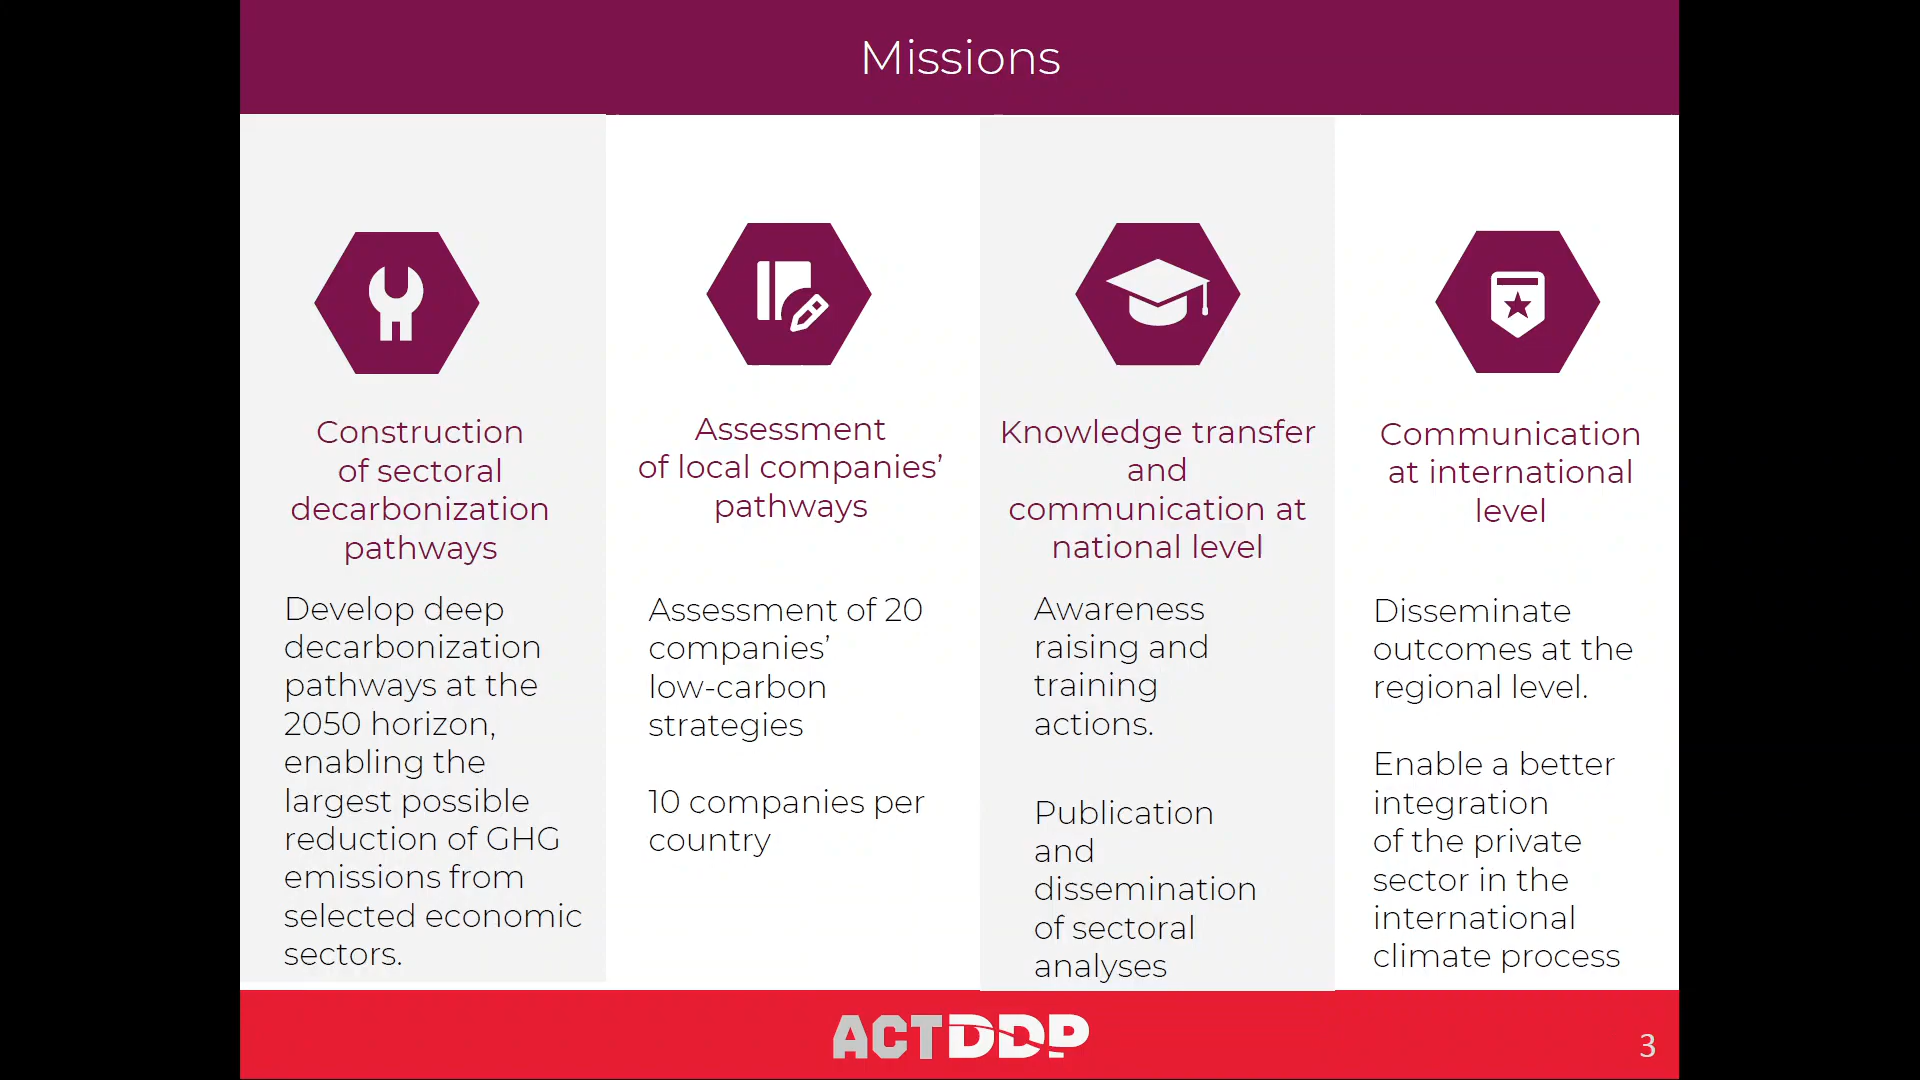 Missions
Construction
of sectoral
decarbonization
pathways
Develop deep
decarbonization
pathways at the
2050 horizon,
enabling the
largest possible
reduction of GHG
emissions from
selected economic
sectors.
Assessment
of local companies’
pathways
Assessment of 20
companies’
low-carbon
strategies
10 companies per
country
Knowledge transfer
and
communication at
national level
Awareness
raising and
training
actions.
Publication
and
dissemination
of sectoral
analyses
Communication
at international
level
Disseminate
outcomes at the
regional level.
Enable a better
integration
of the private
sector in the
international
climate process
ACTDDP
3